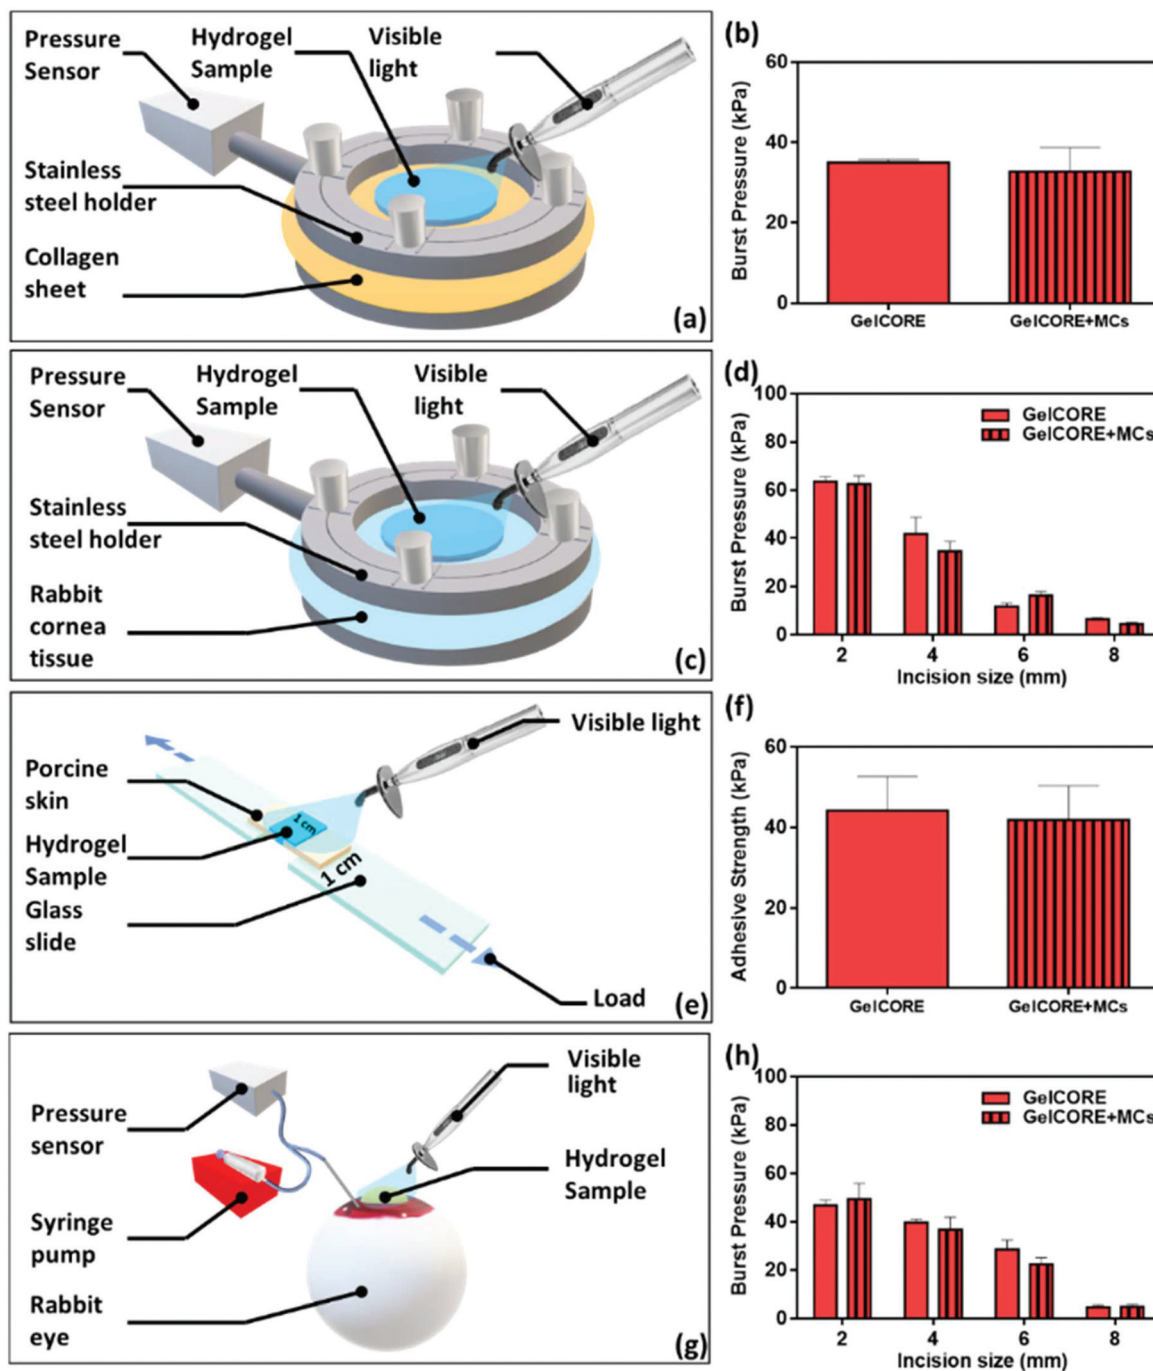 Pressure
Sensor
Hydrogel
Sample
Visible
light
Stainless
steel holder
Collagen
sheet
(a)
(b)
Burst Pressure (kPa)
60
40
20
0
GelCORE
GelCORE+MCs
Pressure
Sensor
Hydrogel
Sample
Visible
light
Stainless
steel holder
Rabbit
cornea
tissue
(c)
(d)
Burst Pressure (kPa)
100
80
60
40
20
0
GelCORE
GelCORE+MCs
2 4 6 8
Incision size (mm)
Visible light
Porcine
skin
1 cm
Hydrogel
Sample
1 cm
Glass
slide
Load
(e)
(f)
Adhesive Strength (kPa)
60
40
20
0
GelCORE
GelCORE+MCs
Visible
light
Pressure
sensor
Hydrogel
Sample
Syringe
pump
Rabbit
eye
(g)
(h)
Burst Pressure (kPa)
100
80
60
40
20
0
GelCORE
GelCORE+MCs
2 4 6 8
Incision size (mm)